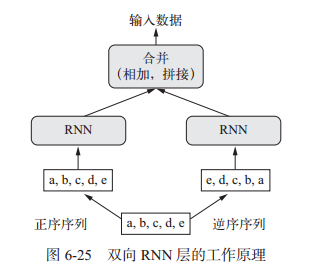 输入数据
合并
（相加，拼接）
RNN
RNN
a, b, c, d, e
e, d, c, b, a
正序序列
a, b, c, d, e
逆序序列
图 6-25 双向 RNN 层的工作原理